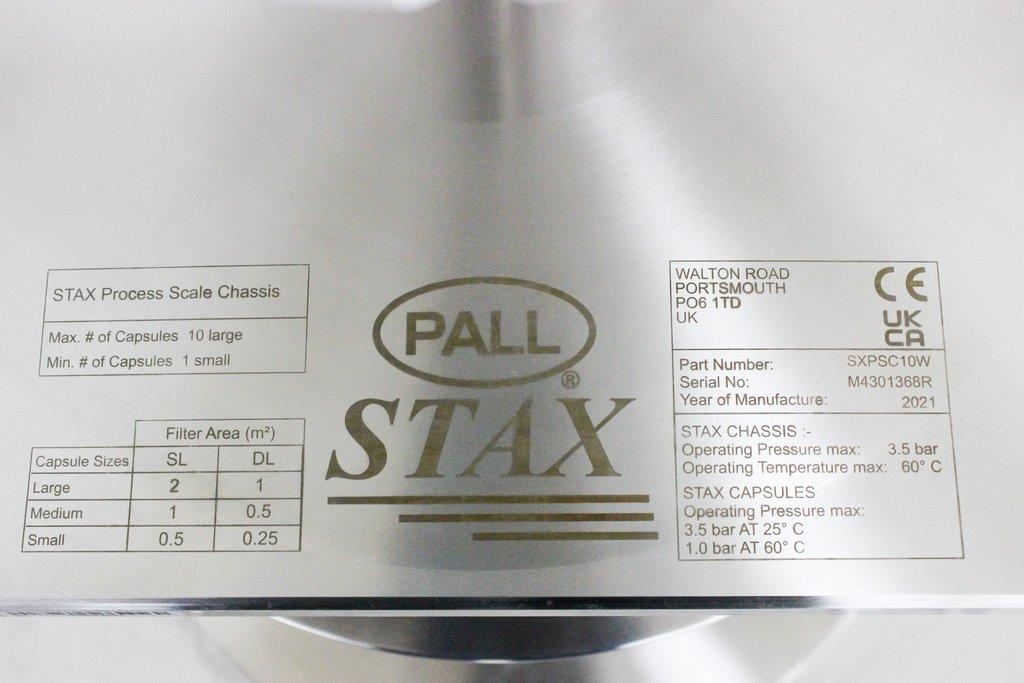 STAX Process Scale Chassis
Max. # of Capsules 10 large
Min. # of Capsules 1 small
Filter Area (m²)
Capsule Sizes SL DL
Large 2 1
Medium 1 0.5
Small 0.5 0.25
PALL
®
STAX
WALTON ROAD
PORTSMOUTH
PO6 1TD
UK
CE
UK
CA
Part Number: SXPSC10W
Serial No: M4301368R
Year of Manufacture: 2021
STAX CHASSIS :-
Operating Pressure max: 3.5 bar
Operating Temperature max: 60° C
STAX CAPSULES
Operating Pressure max:
3.5 bar AT 25° C
1.0 bar AT 60° C